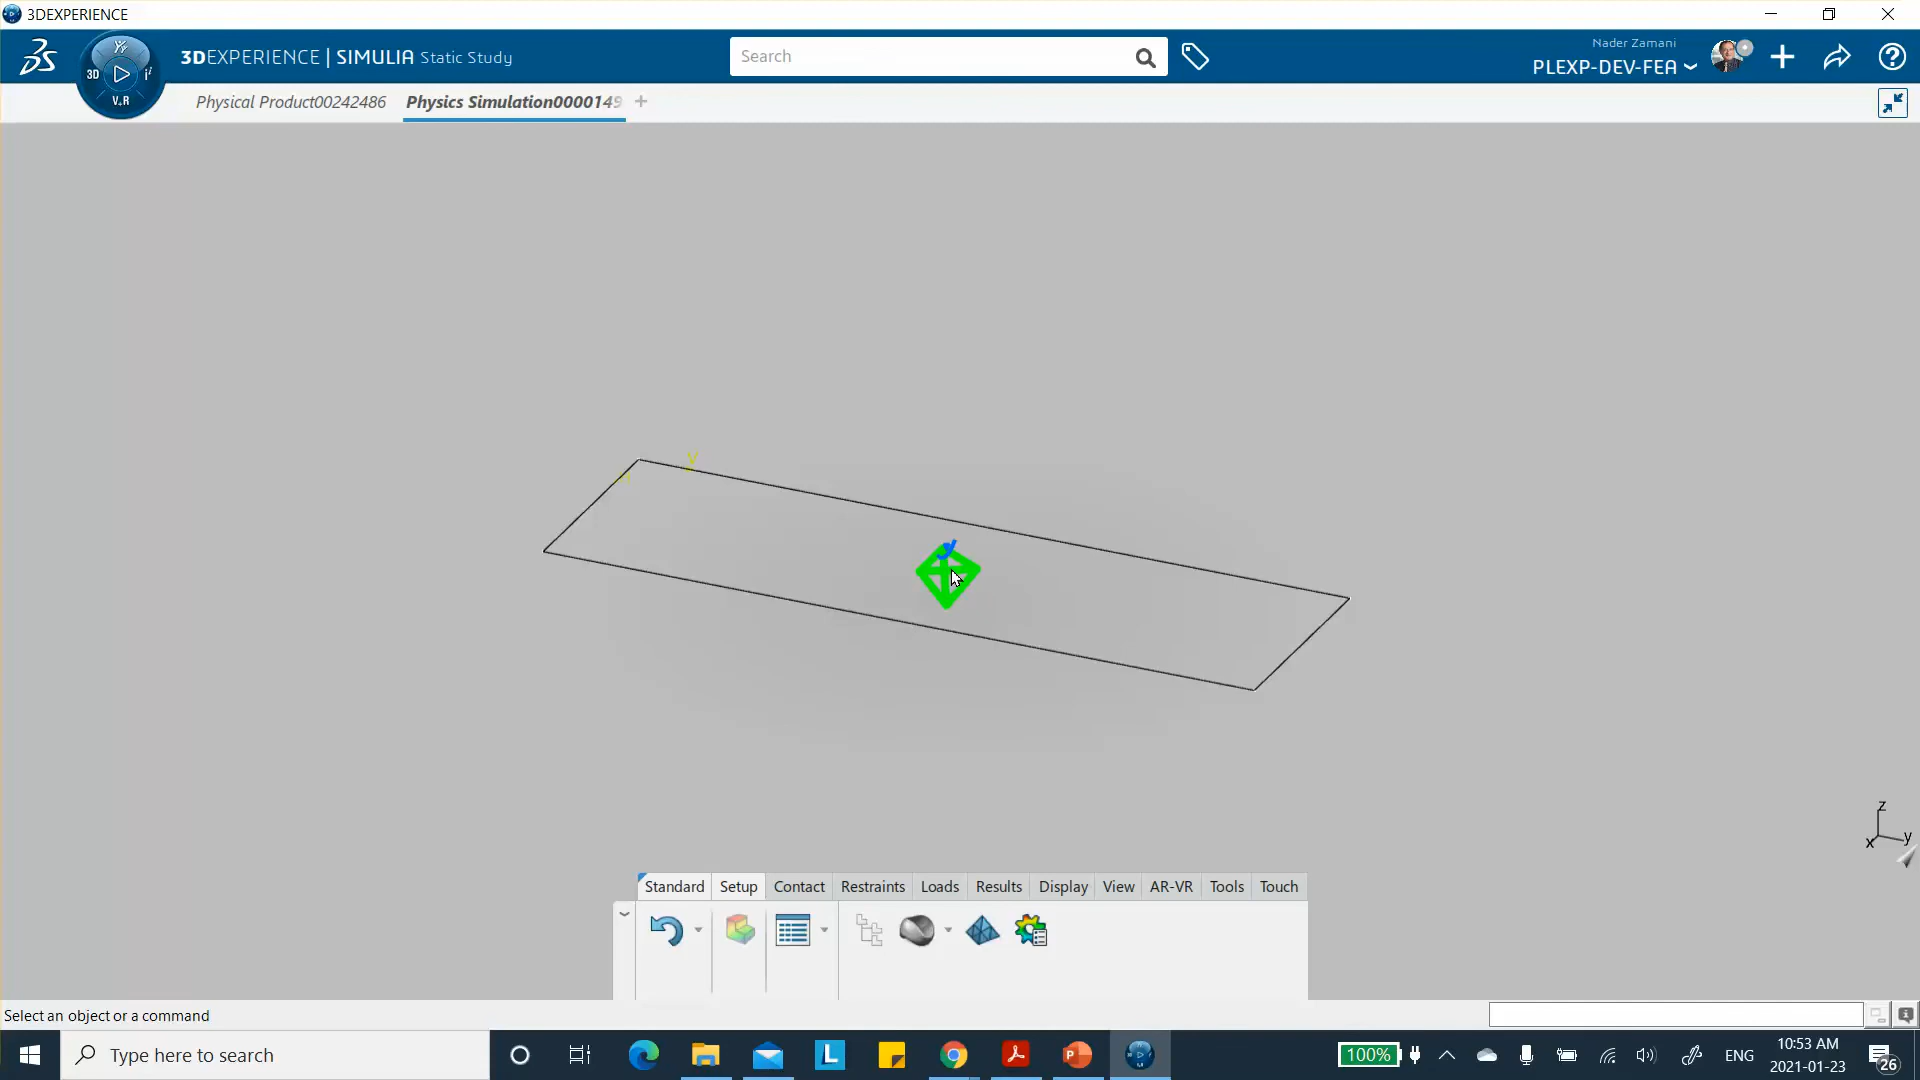 3DEXPERIENCE
3DEXPERIENCE | SIMULIA Static Study
3D
V.R
Search
Nader Zamani
PLEXP-DEV-FEA
Physical Product00242486
Physics Simulation0000149
y
z
x
y
Standard
Setup
Contact
Restraints
Loads
Results
Display
View
AR-VR
Tools
Touch
Select an object or a command
Type here to search
L
P
100%
ENG
10:53 AM
2021-01-23
26